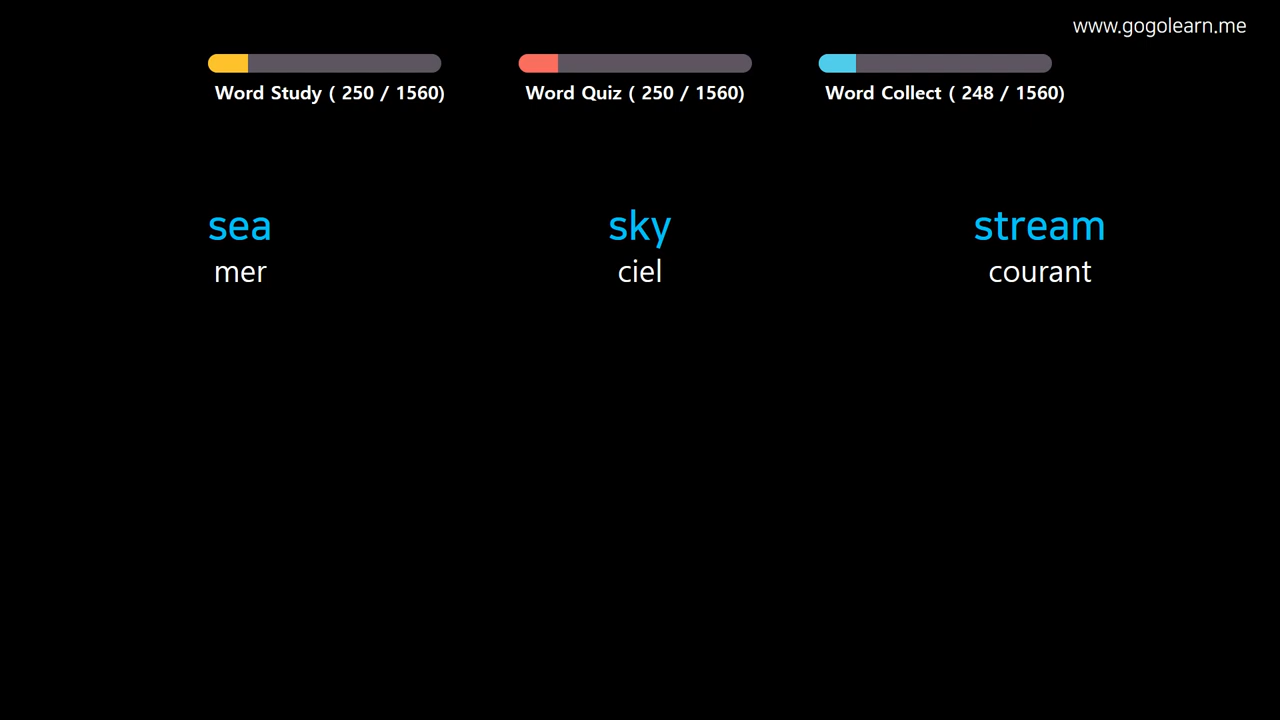 www.gogolearn.me
Word Study ( 250 / 1560)
Word Quiz ( 250 / 1560)
Word Collect ( 248 / 1560)
sea
mer
sky
ciel
stream
courant